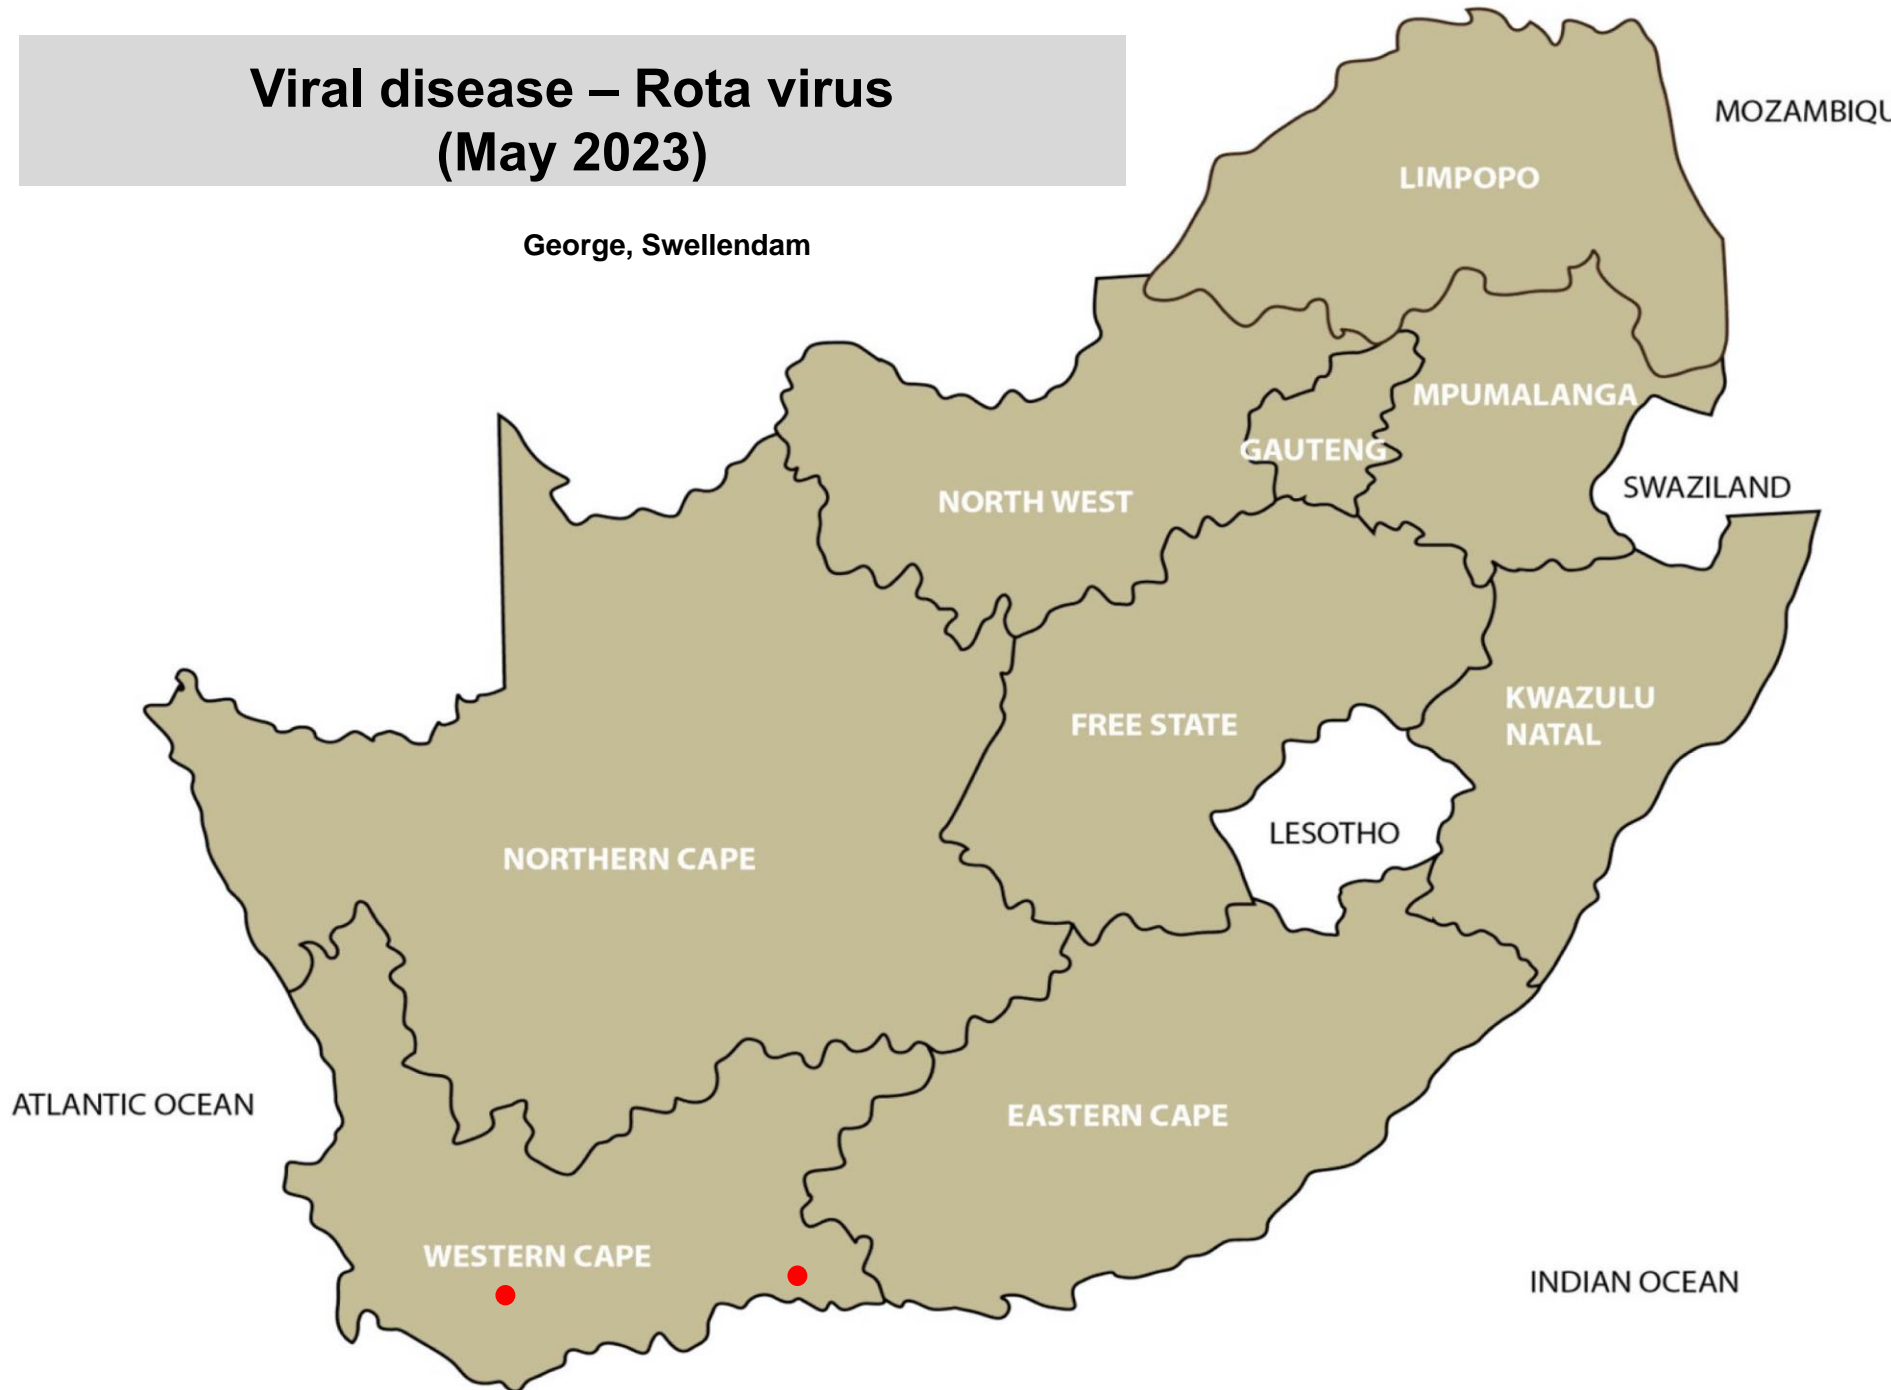 Viral disease – Rota virus
(May 2023)
George, Swellendam
MOZAMBIQU
LIMPOPO
MPUMALANGA
GAUTENG
SWAZILAND
NORTH WEST
KWAZULU
NATAL
FREE STATE
LESOTHO
NORTHERN CAPE
ATLANTIC OCEAN
EASTERN CAPE
WESTERN CAPE
INDIAN OCEAN